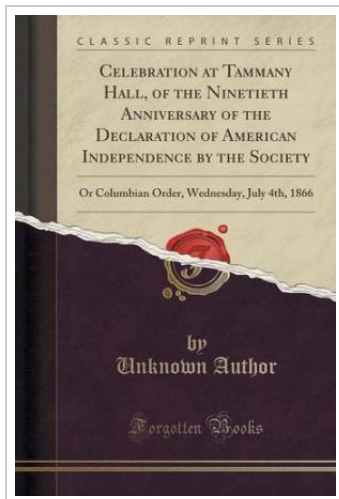 CLASSIC REPRINT SERIES
CELEBRATION AT TAMMANY
HALL, OF THE NINETIETH
ANNIVERSARY OF THE
DECLARATION OF AMERICAN
INDEPENDENCE BY THE SOCIETY
Or Columbian Order, Wednesday, July 4th, 1866
by
Unknown Author
Forgotten Books